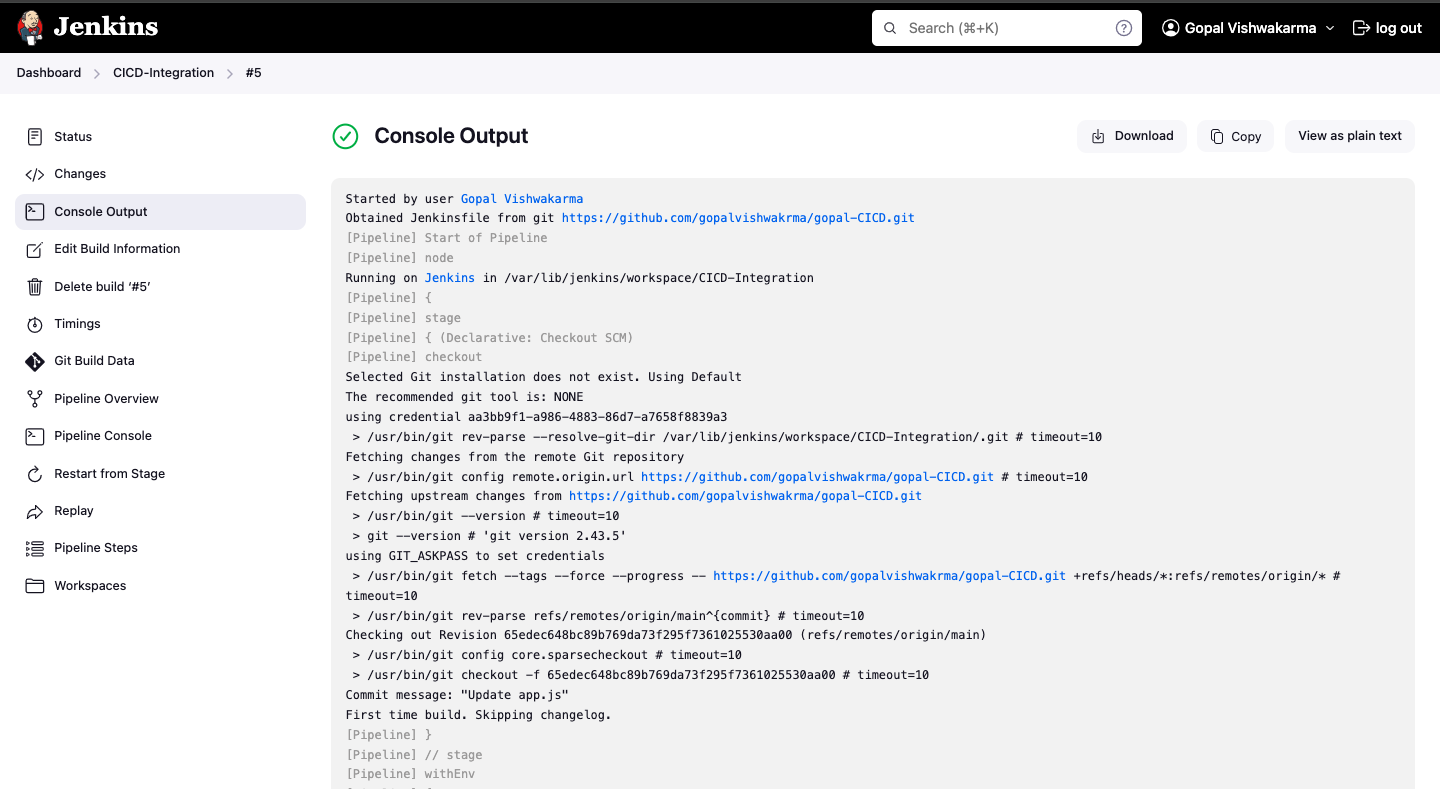 Jenkins
Search (⌘+K)
Gopal Vishwakarma
log out
Dashboard
CICD-Integration
#5
Status
Changes
Console Output
Edit Build Information
Delete build ‘#5’
Timings
Git Build Data
Pipeline Overview
Pipeline Console
Restart from Stage
Replay
Pipeline Steps
Workspaces
Console Output
Download
Copy
View as plain text
Started by user Gopal Vishwakarma
Obtained Jenkinsfile from git https://github.com/gopalvishwakrma/gopal-CICD.git
[Pipeline] Start of Pipeline
[Pipeline] node
Running on Jenkins in /var/lib/jenkins/workspace/CICD-Integration
[Pipeline] {
[Pipeline] stage
[Pipeline] { (Declarative: Checkout SCM)
[Pipeline] checkout
Selected Git installation does not exist. Using Default
The recommended git tool is: NONE
using credential aa3bb9f1-a986-4883-86d7-a7658f8839a3
 > /usr/bin/git rev-parse --resolve-git-dir /var/lib/jenkins/workspace/CICD-Integration/.git # timeout=10
Fetching changes from the remote Git repository
 > /usr/bin/git config remote.origin.url https://github.com/gopalvishwakrma/gopal-CICD.git # timeout=10
Fetching upstream changes from https://github.com/gopalvishwakrma/gopal-CICD.git
 > /usr/bin/git --version # timeout=10
 > git --version # 'git version 2.43.5'
using GIT_ASKPASS to set credentials
 > /usr/bin/git fetch --tags --force --progress -- https://github.com/gopalvishwakrma/gopal-CICD.git +refs/heads/*:refs/remotes/origin/* #
timeout=10
 > /usr/bin/git rev-parse refs/remotes/origin/main^{commit} # timeout=10
Checking out Revision 65edec648bc89b769da73f295f7361025530aa00 (refs/remotes/origin/main)
 > /usr/bin/git config core.sparsecheckout # timeout=10
 > /usr/bin/git checkout -f 65edec648bc89b769da73f295f7361025530aa00 # timeout=10
Commit message: "Update app.js"
First time build. Skipping changelog.
[Pipeline] }
[Pipeline] // stage
[Pipeline] withEnv